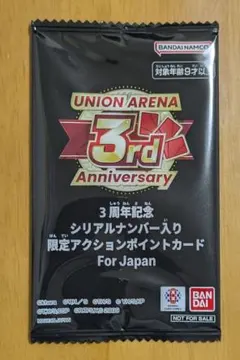 BANDAI NAMCO
対象年齢9才以
UNION ARENA
3rd
Anniversary
3周年記念
シリアルナンバー入り
限定アクションポイントカード
For Japan
BAN
DAI
NOT FOR SALE